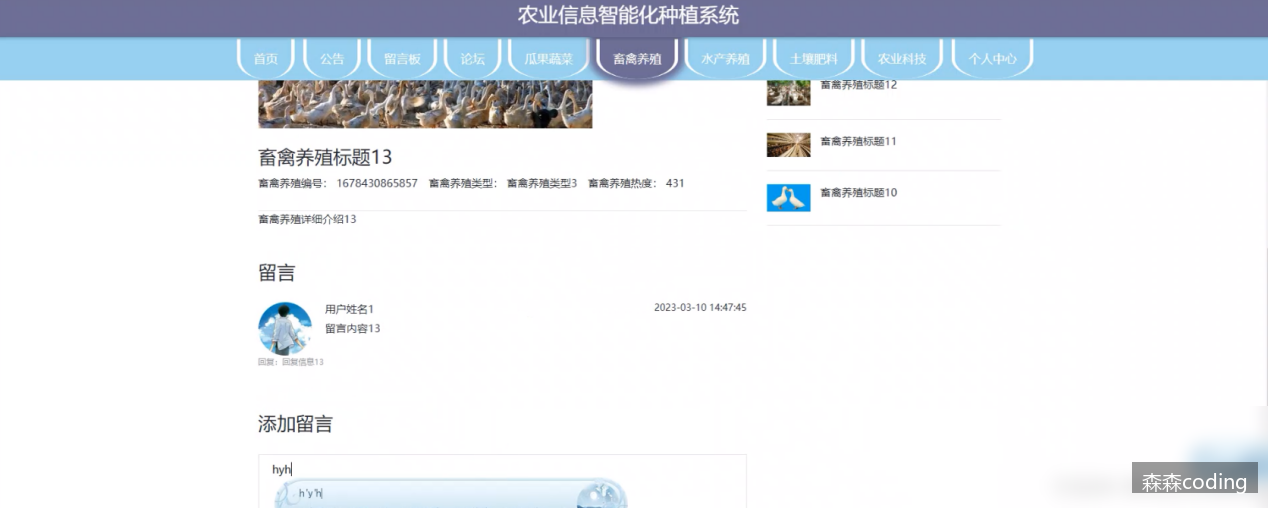 农业信息智能化种植系统
首页 公告 留言板 论坛 瓜果蔬菜 畜禽养殖 水产养殖 土壤肥料 农业科技 个人中心
畜禽养殖标题12
畜禽养殖标题11
畜禽养殖标题10
畜禽养殖标题13
畜禽养殖编号： 1678430865857 畜禽养殖类型： 畜禽养殖类型3 畜禽养殖热度： 431
畜禽养殖详细介绍13
留言
用户姓名1 2023-03-10 14:47:45
留言内容13
回复：回复信息13
添加留言
hyh
h'y'h
森森coding